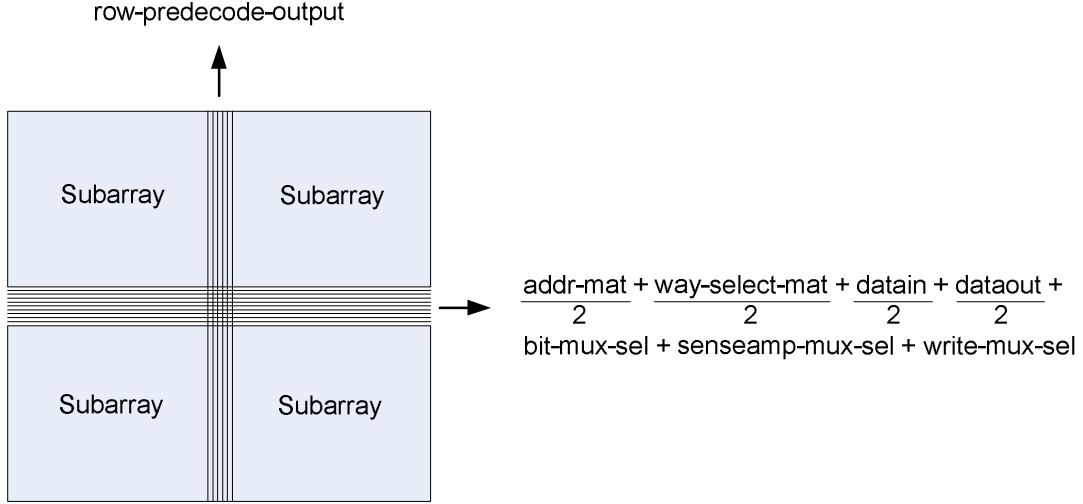 row-predecode-output
Subarray Subarray
addr-mat + way-select-mat + datain + dataout +
2 2 2 2
bit-mux-sel + senseamp-mux-sel + write-mux-sel
Subarray Subarray